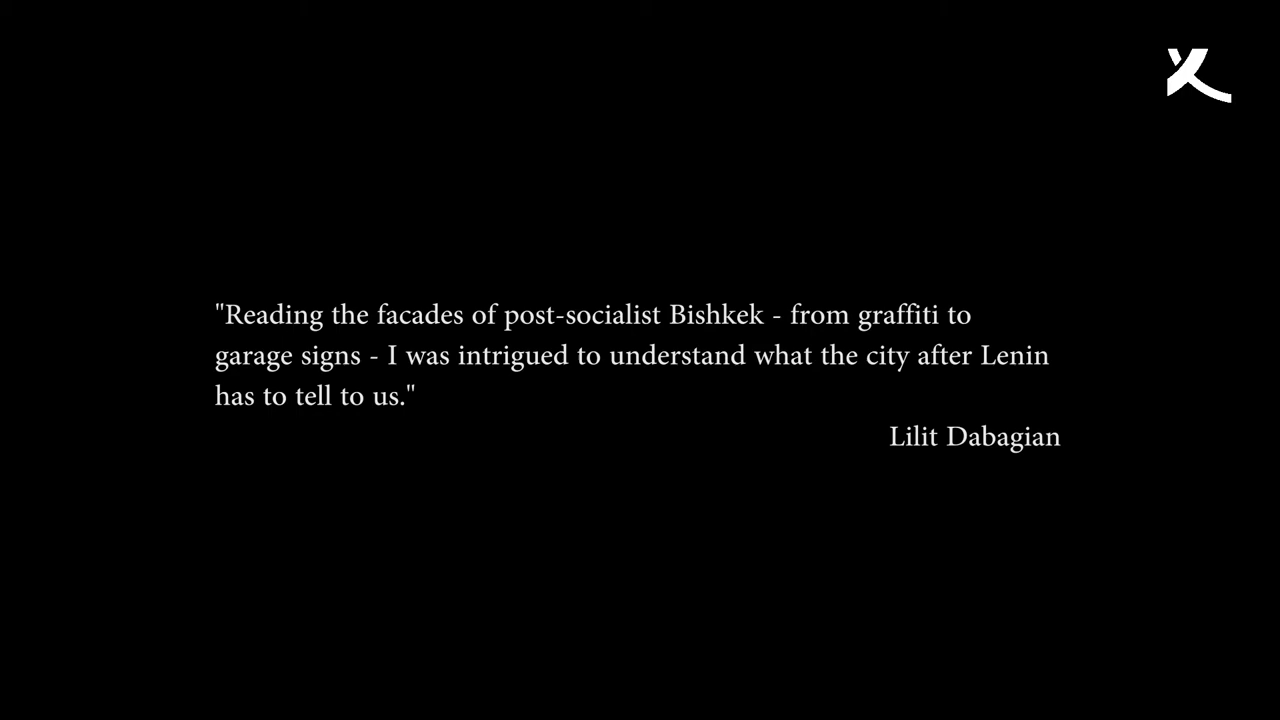 "Reading the facades of post-socialist Bishkek - from graffiti to
garage signs - I was intrigued to understand what the city after Lenin
has to tell to us."
Lilit Dabagian